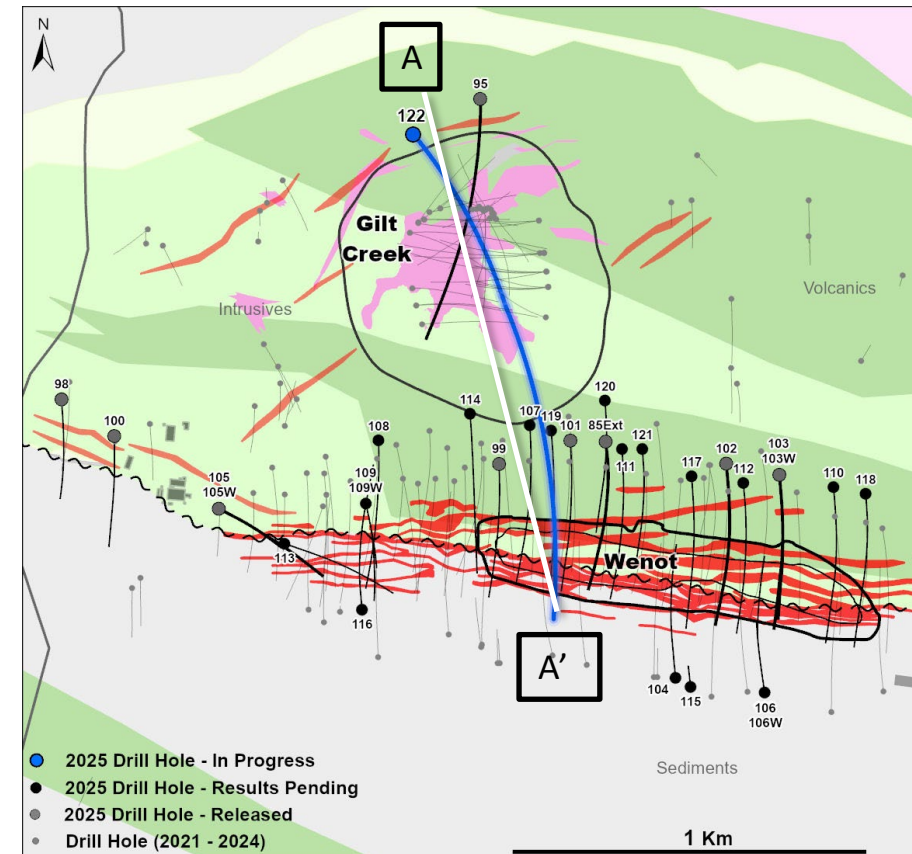 N
A
95
122
Gilt
Creek
Volcanics
Intrusives
98
100
114
107
119
120
101
85Ext
108
99
111
121
102
103
103W
117
112
110
118
105
105W
109
109W
113
Wenot
116
A’
104
115
106
106W
Sediments
2025 Drill Hole - In Progress
2025 Drill Hole - Results Pending
2025 Drill Hole - Released
Drill Hole (2021 - 2024)
1 Km